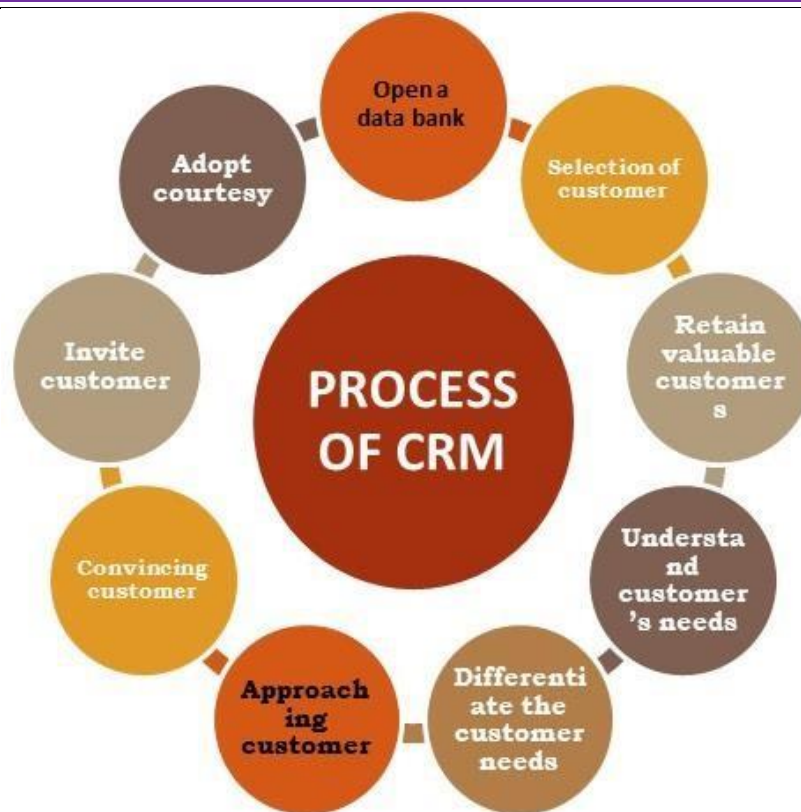 Open a
data bank
Selection of
customer
Retain
valuable
customer
s
Understa
nd
customer
's needs
Differenti
ate the
customer
needs
Approach
ing
customer
Convincing
customer
Invite
customer
Adopt
courtesy
PROCESS
OF CRM